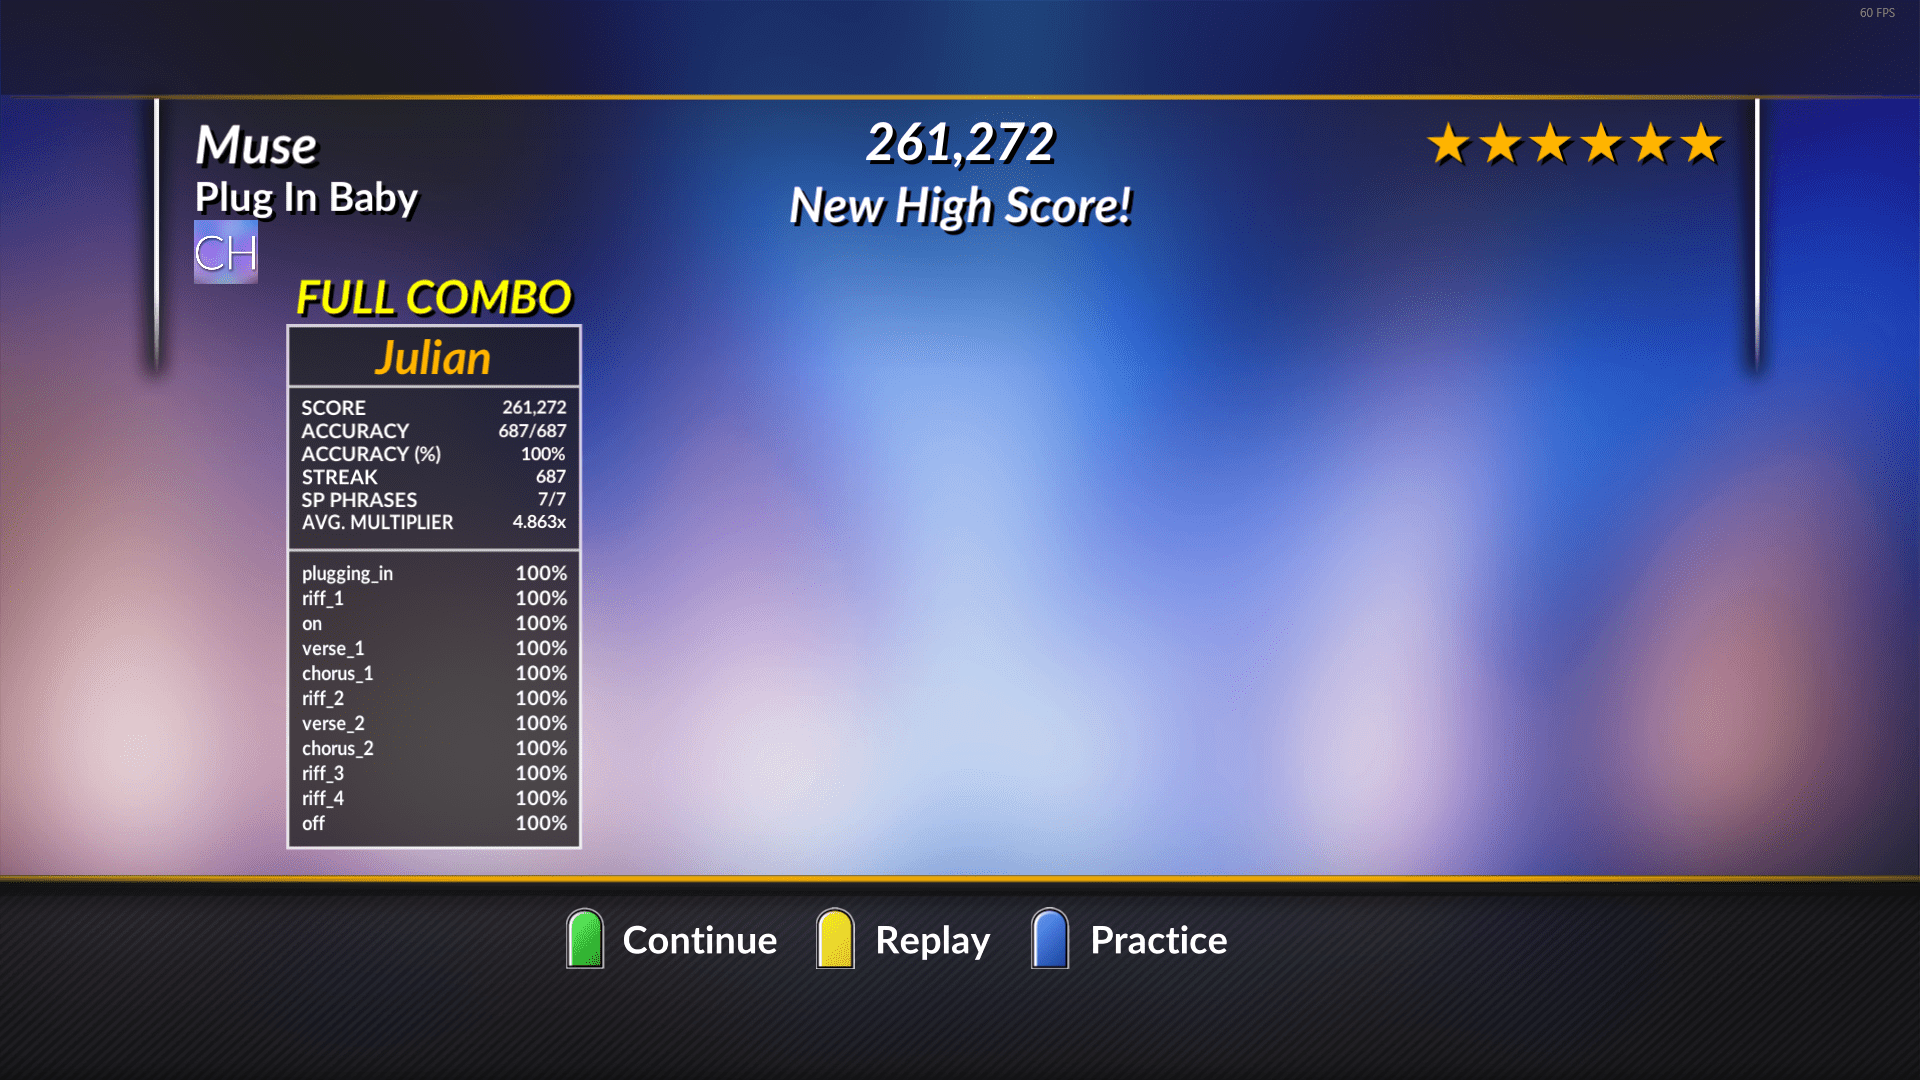 60 FPS
Muse
261,272
Plug In Baby
New High Score!
CH
FULL COMBO
Julian
SCORE 261,272
ACCURACY 687/687
ACCURACY (%) 100%
STREAK 687
SP PHRASES 7/7
AVG. MULTIPLIER 4.863x
plugging_in 100%
riff_1 100%
on 100%
verse_1 100%
chorus_1 100%
riff_2 100%
verse_2 100%
chorus_2 100%
riff_3 100%
riff_4 100%
off 100%
Continue Replay Practice